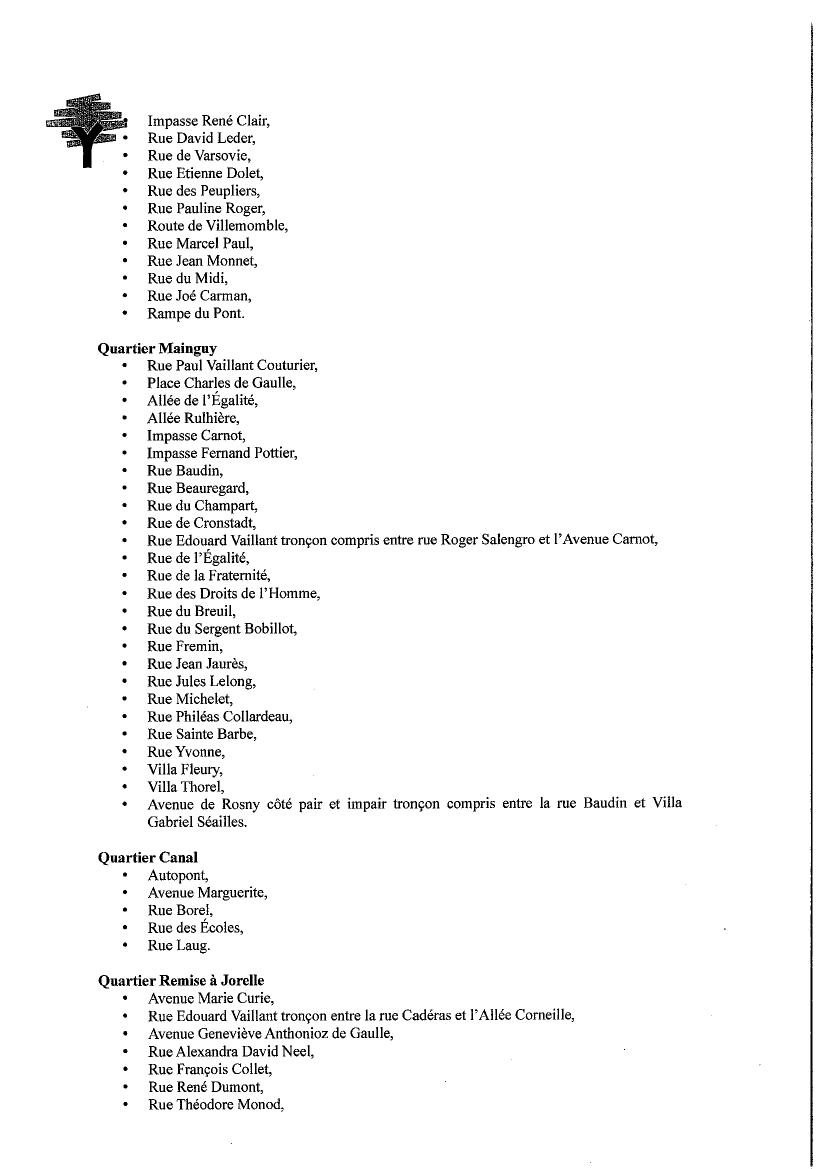 • Impasse René Clair,
• Rue David Leder,
• Rue de Varsovie,
• Rue Etienne Dolet,
• Rue des Peupliers,
• Rue Pauline Roger,
• Route de Villemomble,
• Rue Marcel Paul,
• Rue Jean Monnet,
• Rue du Midi,
• Rue Joé Carman,
• Rampe du Pont.
Quartier Mainguy
• Rue Paul Vaillant Couturier,
• Place Charles de Gaulle,
• Allée de l'Égalité,
• Allée Rulhière,
• Impasse Carnot,
• Impasse Fernand Pottier,
• Rue Baudin,
• Rue Beauregard,
• Rue du Champart,
• Rue de Cronstadt,
• Rue Edouard Vaillant tronçon compris entre rue Roger Salengro et l'Avenue Carnot,
• Rue de l'Égalité,
• Rue de la Fraternité,
• Rue des Droits de l'Homme,
• Rue du Breuil,
• Rue du Sergent Bobillot,
• Rue Fremin,
• Rue Jean Jaurès,
• Rue Jules Lelong,
• Rue Michelet,
• Rue Philéas Collardeau,
• Rue Sainte Barbe,
• Rue Yvonne,
• Villa Fleury,
• Villa Thorel,
• Avenue de Rosny côté pair et impair tronçon compris entre la rue Baudin et Villa
Gabriel Séailles.
Quartier Canal
• Autopont,
• Avenue Marguerite,
• Rue Borel,
• Rue des Écoles,
• Rue Laug.
Quartier Remise à Jorelle
• Avenue Marie Curie,
• Rue Edouard Vaillant tronçon entre la rue Cadéras et l'Allée Corneille,
• Avenue Geneviève Anthonioz de Gaulle,
• Rue Alexandra David Neel,
• Rue François Collet,
• Rue René Dumont,
• Rue Théodore Monod,